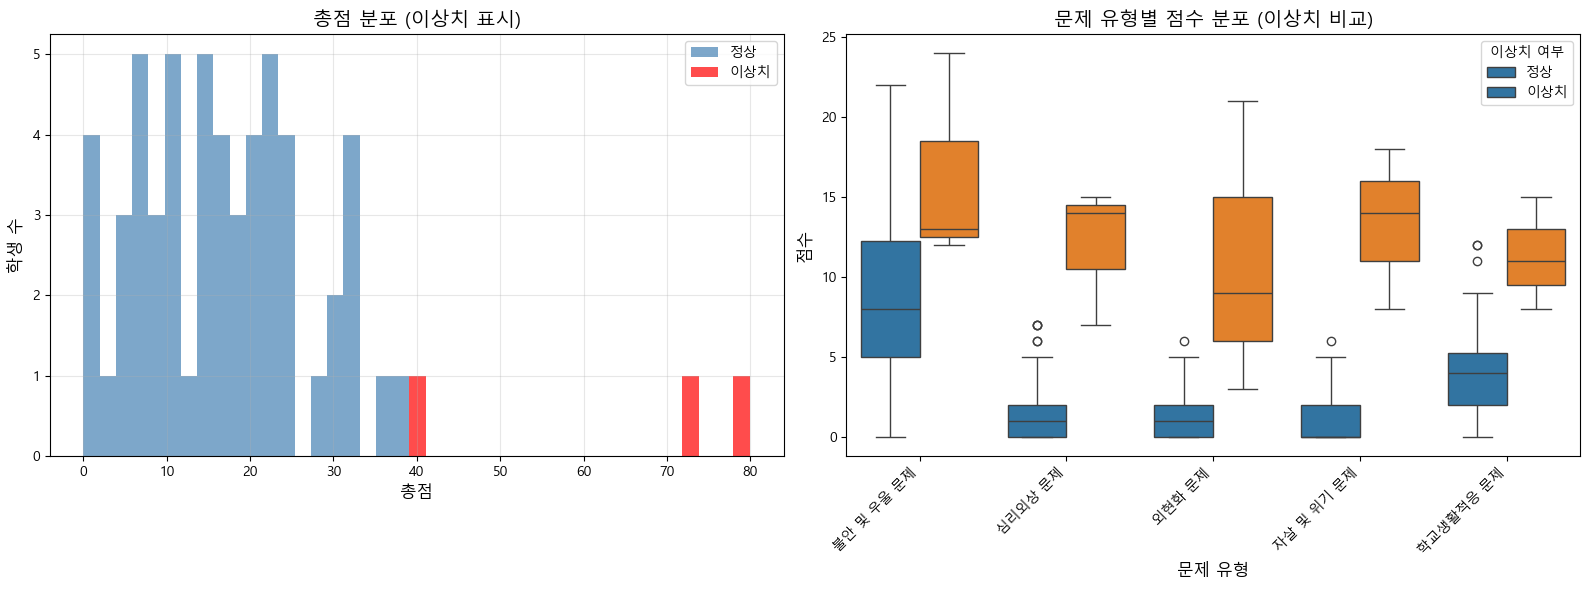 총점 분포 (이상치 표시)
정상
이상치
학생 수
5
4
3
2
1
0
0 10 20 30 40 50 60 70 80
총점
문제 유형별 점수 분포 (이상치 비교)
이상치 여부
정상
이상치
점수
25
20
15
10
5
0
불안 및 우울 문제
심리외상 문제
외현화 문제
자살 및 위기 문제
학교생활적응 문제
문제 유형